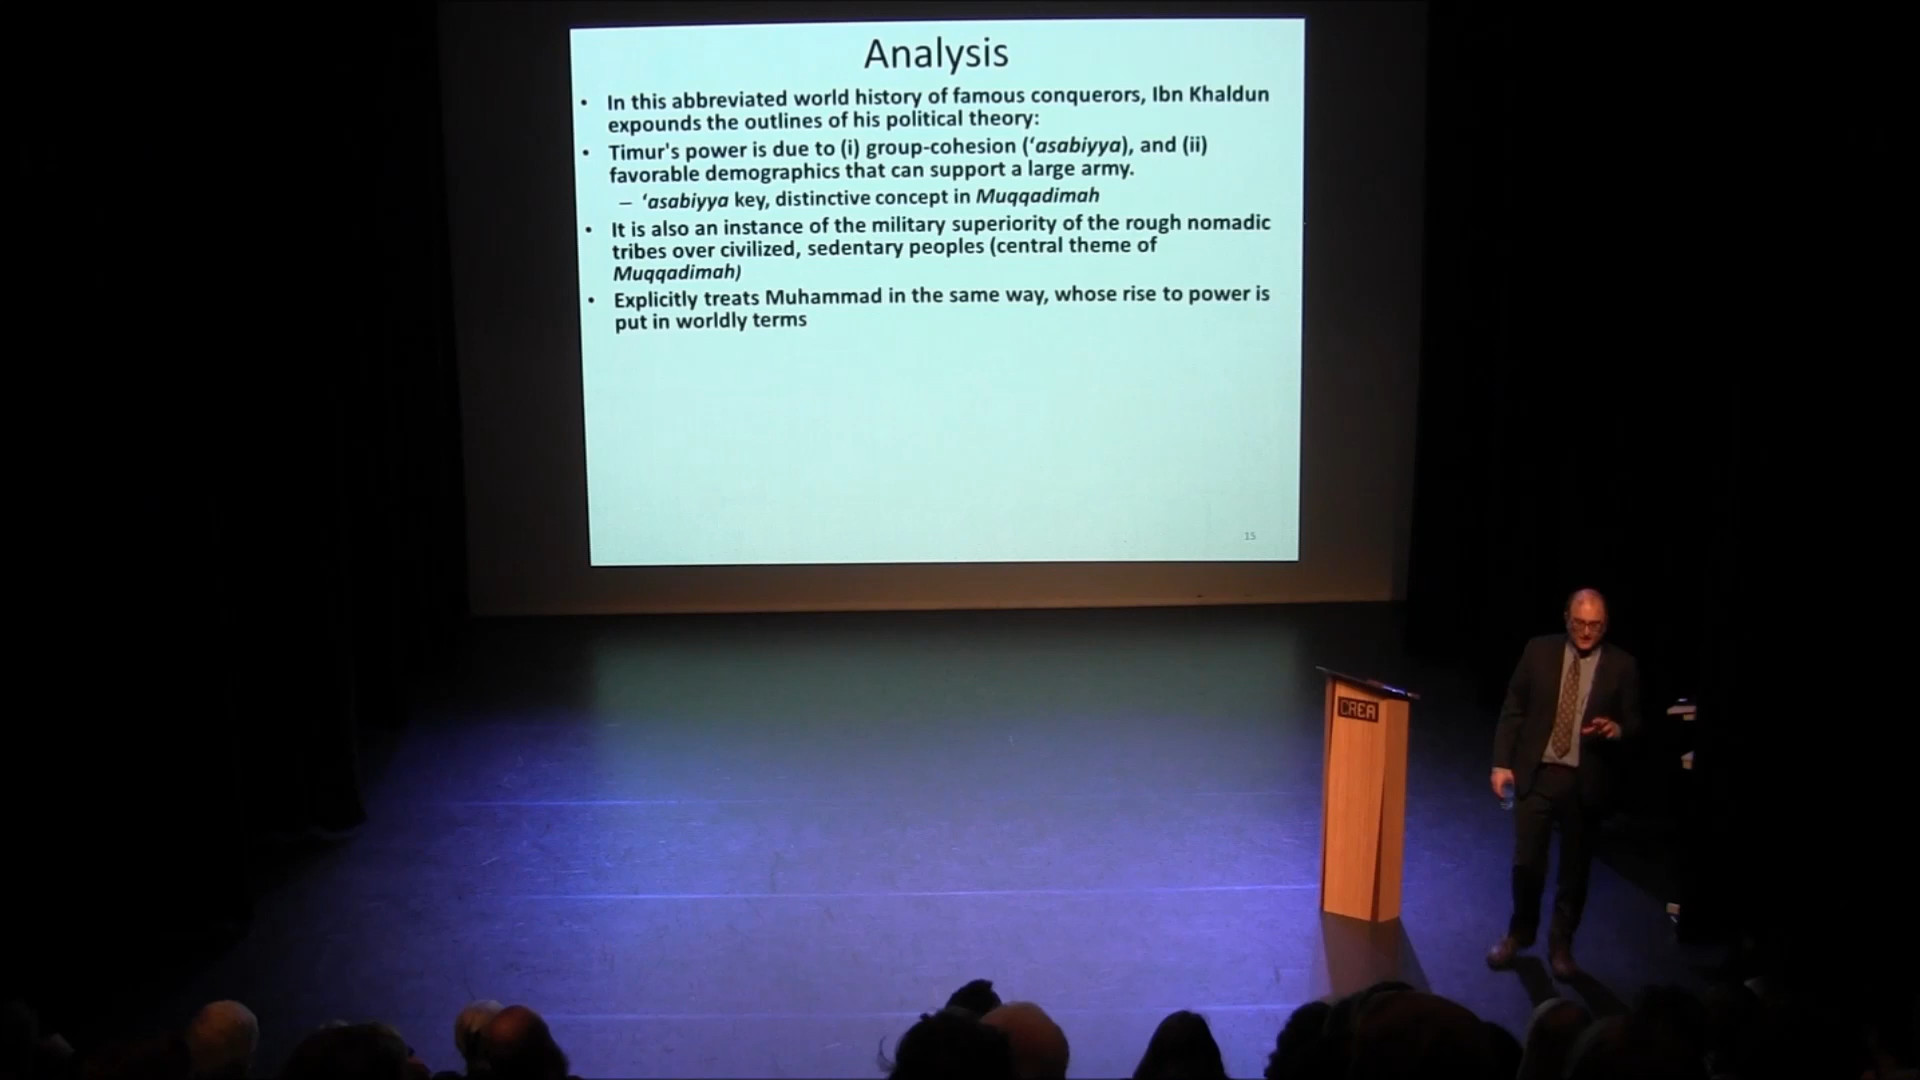 Analysis
• In this abbreviated world history of famous conquerors, Ibn Khaldun
expounds the outlines of his political theory:
• Timur's power is due to (i) group-cohesion (‘asabiyya), and (ii)
favorable demographics that can support a large army.
– ‘asabiyya key, distinctive concept in Muqqadimah
• It is also an instance of the military superiority of the rough nomadic
tribes over civilized, sedentary peoples (central theme of
Muqqadimah)
• Explicitly treats Muhammad in the same way, whose rise to power is
put in worldly terms
15
CREA